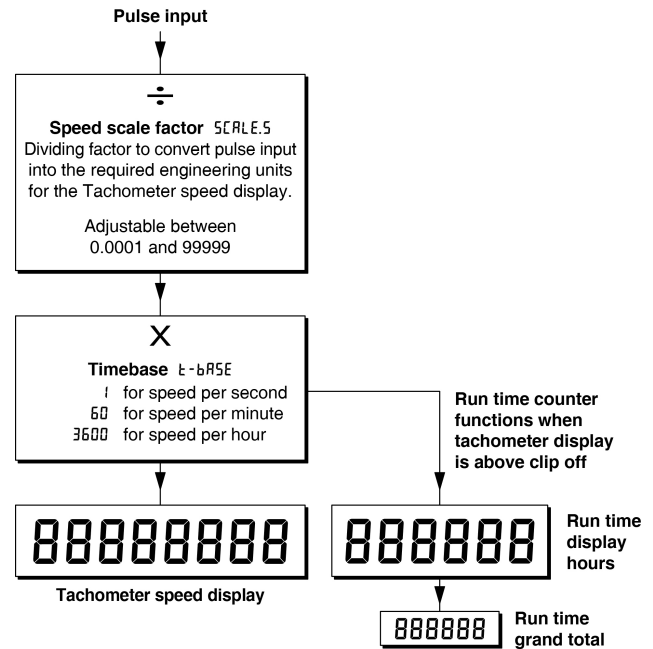 Pulse input
÷
Speed scale factor SCALE.S
Dividing factor to convert pulse input
into the required engineering units
for the Tachometer speed display.
Adjustable between
0.0001 and 99999
X
Timebase t-bASE
1 for speed per second
60 for speed per minute
3600 for speed per hour
Run time counter
functions when
tachometer display
is above clip off
88888888
Tachometer speed display
888888
Run time
display
hours
888888
Run time
grand total